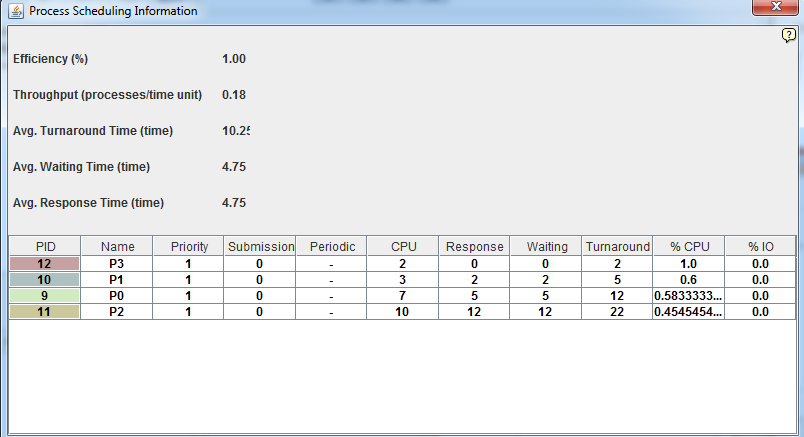 Process Scheduling Information
?
Efficiency (%) 1.00
Throughput (processes/time unit) 0.18
Avg. Turnaround Time (time) 10.25
Avg. Waiting Time (time) 4.75
Avg. Response Time (time) 4.75
PID Name Priority Submission Periodic CPU Response Waiting Turnaround % CPU % IO
12 P3 1 0 - 2 0 0 2 1.0 0.0
10 P1 1 0 - 3 2 2 5 0.6 0.0
9 P0 1 0 - 7 5 5 12 0.5833333... 0.0
11 P2 1 0 - 10 12 12 22 0.4545454... 0.0